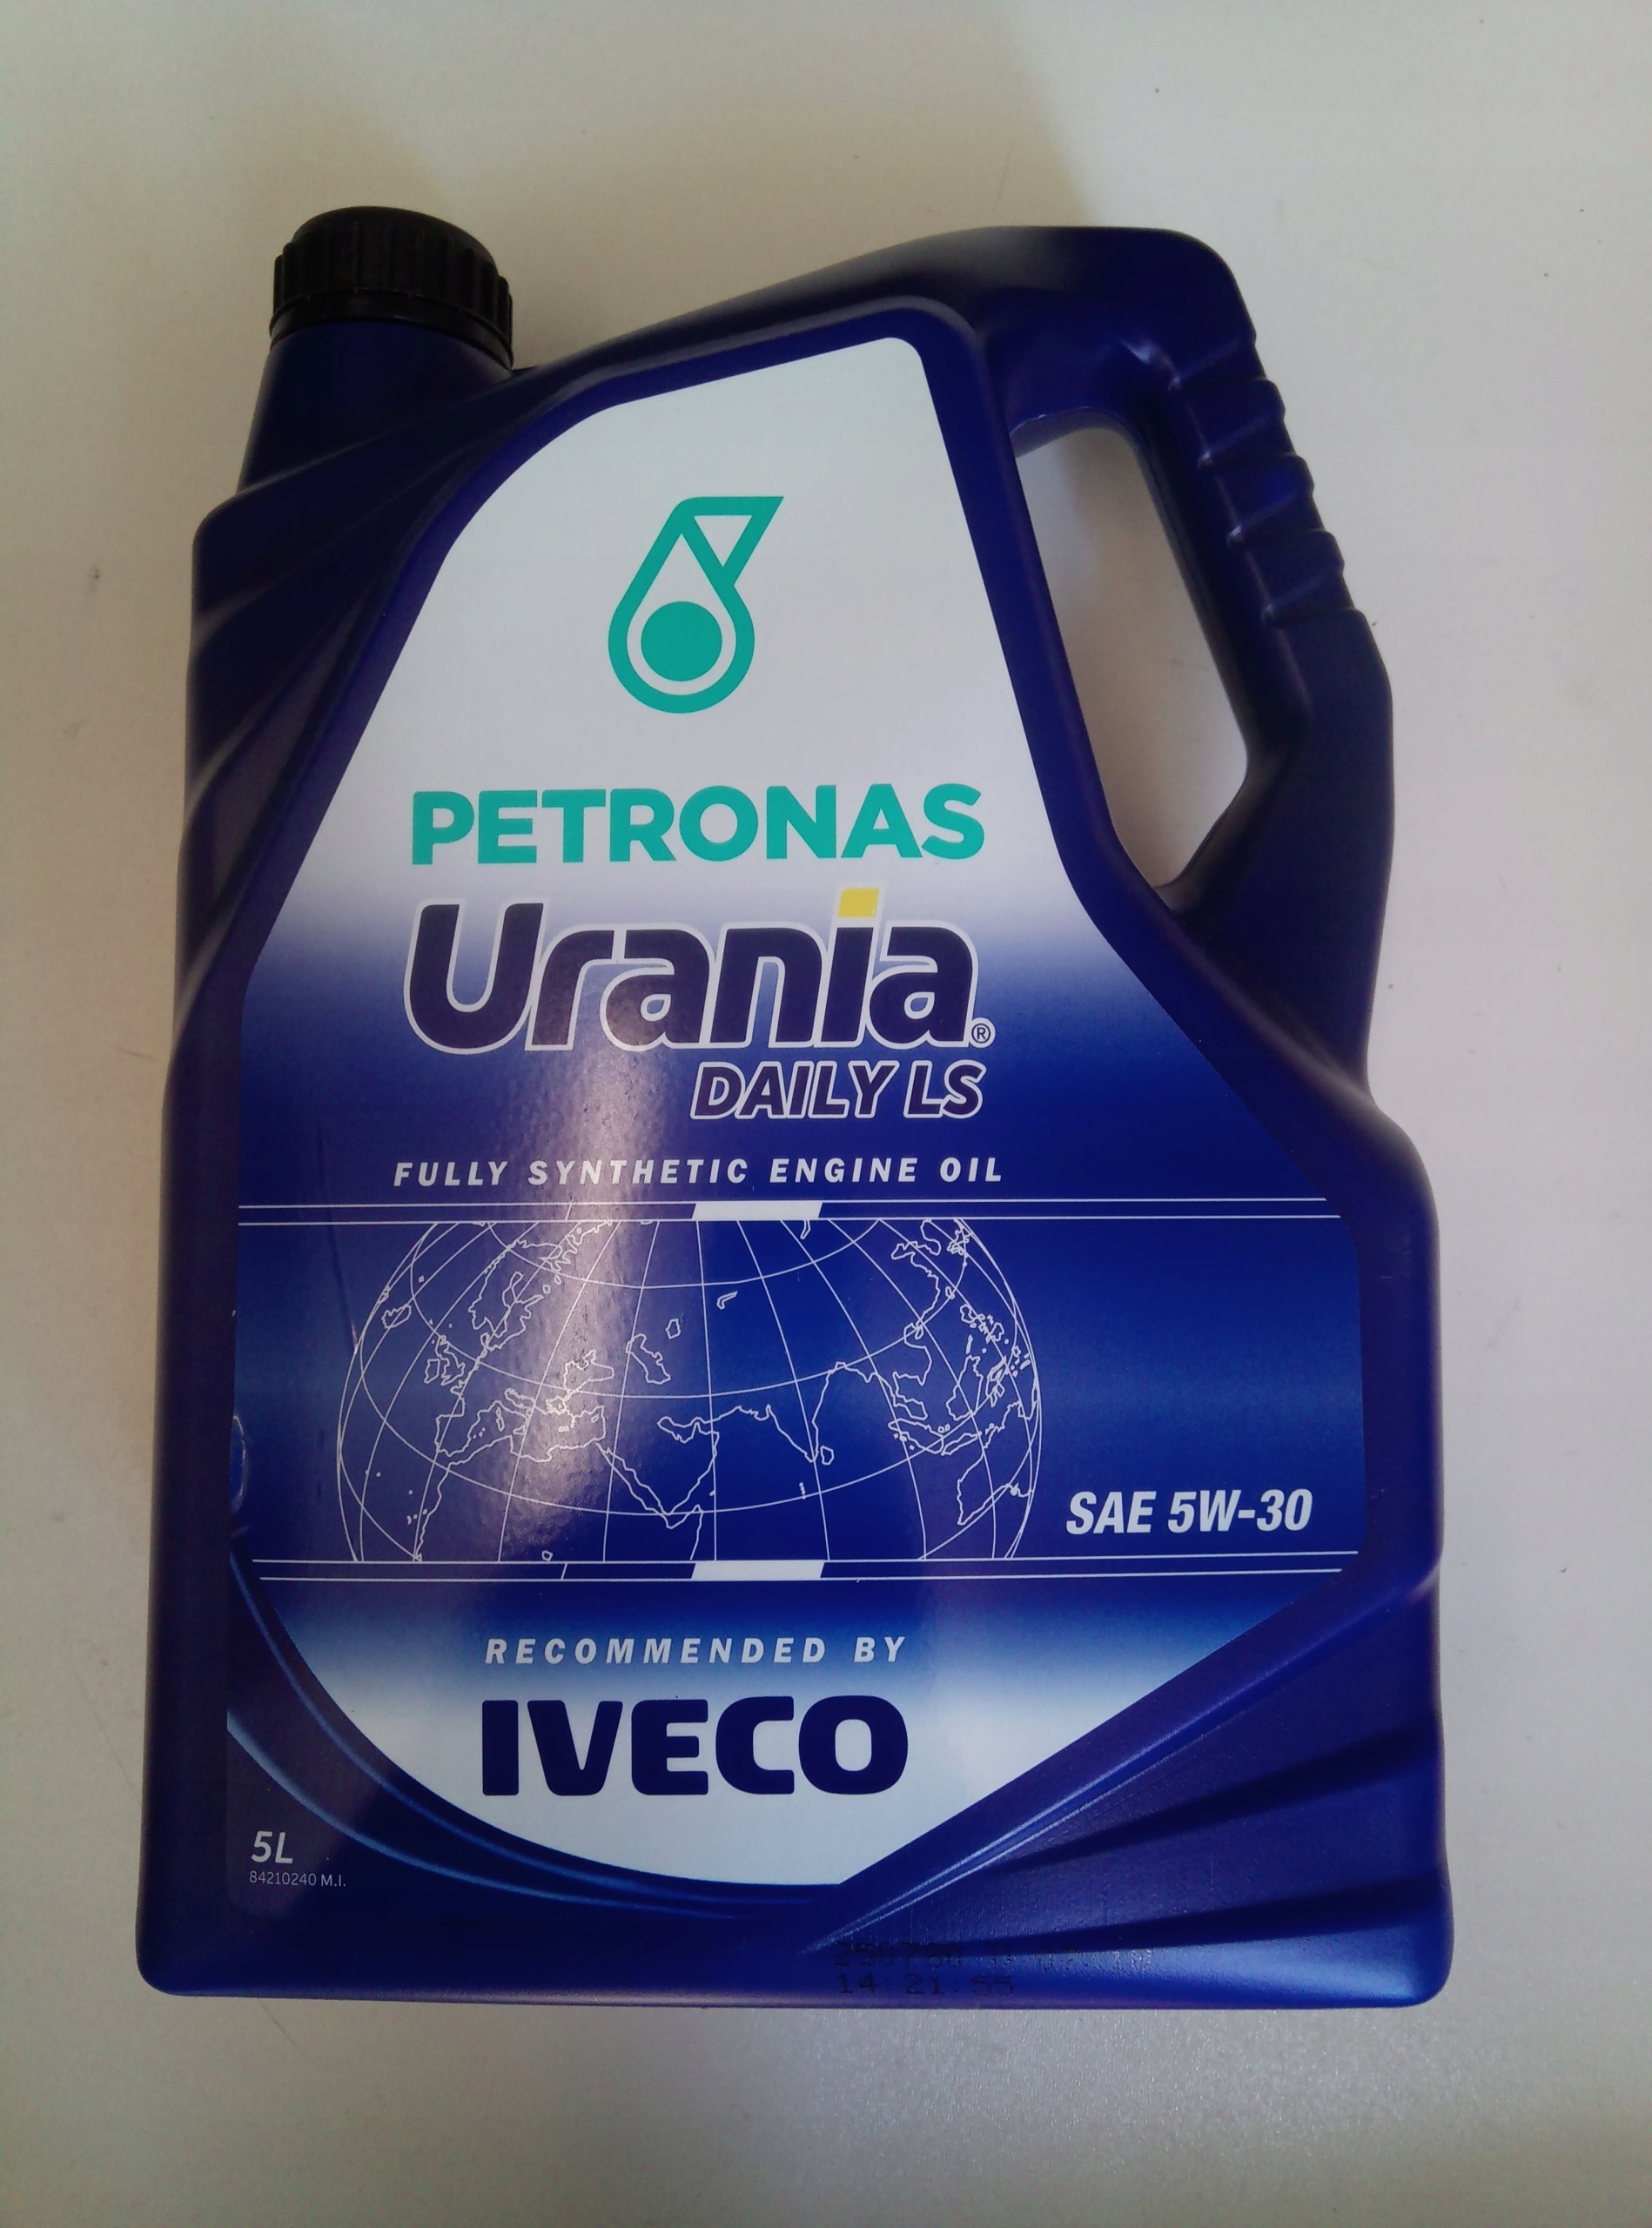 PETRONAS
Urania®
DAILY LS
FULLY SYNTHETIC ENGINE OIL
SAE 5W-30
RECOMMENDED BY
IVECO
5L
84210240 M.I.
14:21:55